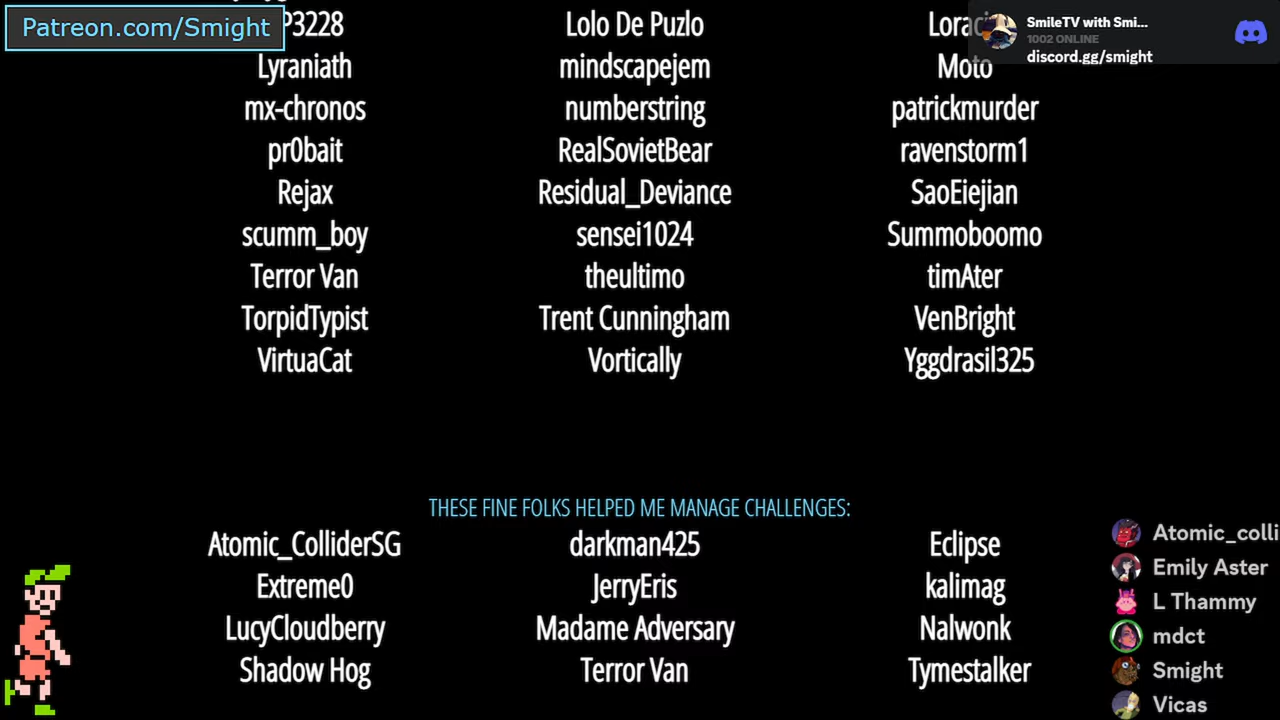 Patreon.com/Smight
P3228 Lolo De Puzlo Lorac
SmileTV with Smi...
1002 ONLINE
discord.gg/smight
Lyraniath mindscapejem Moto
mx-chronos numberstring patrickmurder
pr0bait RealSovietBear ravenstorm1
Rejax Residual_Deviance SaoEiejian
scumm_boy sensei1024 Summoboomo
Terror Van theultimo timAter
TorpidTypist Trent Cunningham VenBright
VirtuaCat Vortically Yggdrasil325
THESE FINE FOLKS HELPED ME MANAGE CHALLENGES:
Atomic_ColliderSG darkman425 Eclipse
Extreme0 JerryEris kalimag
LucyCloudberry Madame Adversary Nalwonk
Shadow Hog Terror Van Tymestalker
Atomic_colli
Emily Aster
L Thammy
mdct
Smight
Vicas